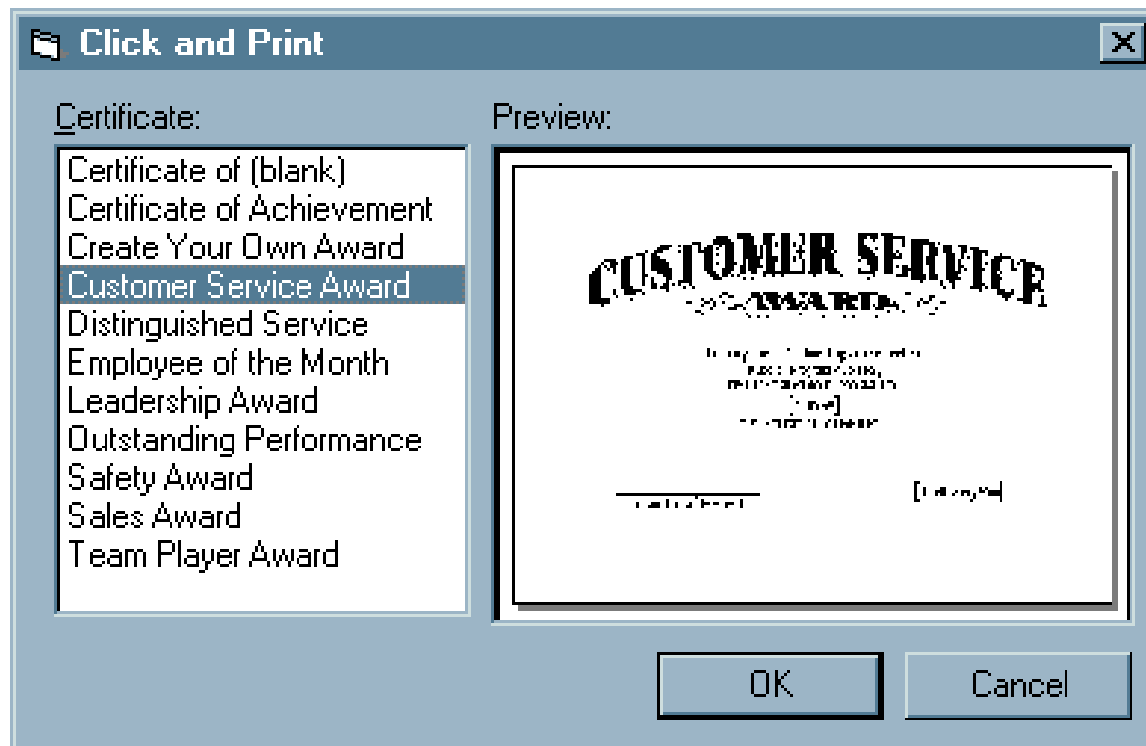 Click and Print
Certificate:
Certificate of (blank)
Certificate of Achievement
Create Your Own Award
Customer Service Award
Distinguished Service
Employee of the Month
Leadership Award
Outstanding Performance
Safety Award
Sales Award
Team Player Award
Preview:
CUSTOMER SERVICE
AWARD
OK
Cancel